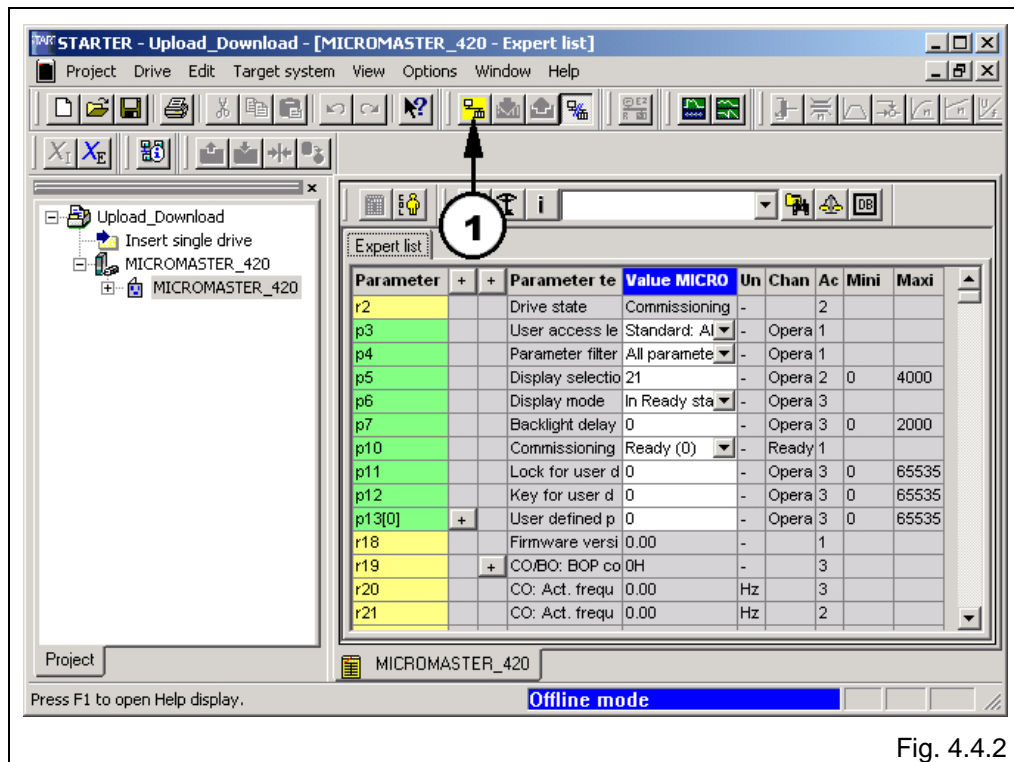 STARTER - Upload_Download - [MICROMASTER_420 - Expert list]
Project Drive Edit Target system View Options Window Help
Upload_Download
Insert single drive
MICROMASTER_420
MICROMASTER_420
Project
1
Expert list
Parameter + + Parameter te Value MICRO Un Chan Ac Mini Maxi
r2 Drive state Commissioning - 2
p3 User access le Standard: Al - Opera 1
p4 Parameter filter All paramete - Opera 1
p5 Display selectio 21 - Opera 2 0 4000
p6 Display mode In Ready sta - Opera 3
p7 Backlight delay 0 - Opera 3 0 2000
p10 Commissioning Ready (0) - Ready 1
p11 Lock for user d 0 - Opera 3 0 65535
p12 Key for user d 0 - Opera 3 0 65535
p13[0] + User defined p 0 - Opera 3 0 65535
r18 Firmware versi 0.00 - 1
r19 + CO/BO: BOP co 0H - 3
r20 CO: Act. frequ 0.00 Hz 3
r21 CO: Act. frequ 0.00 Hz 2
MICROMASTER_420
Press F1 to open Help display.
Offline mode
Fig. 4.4.2